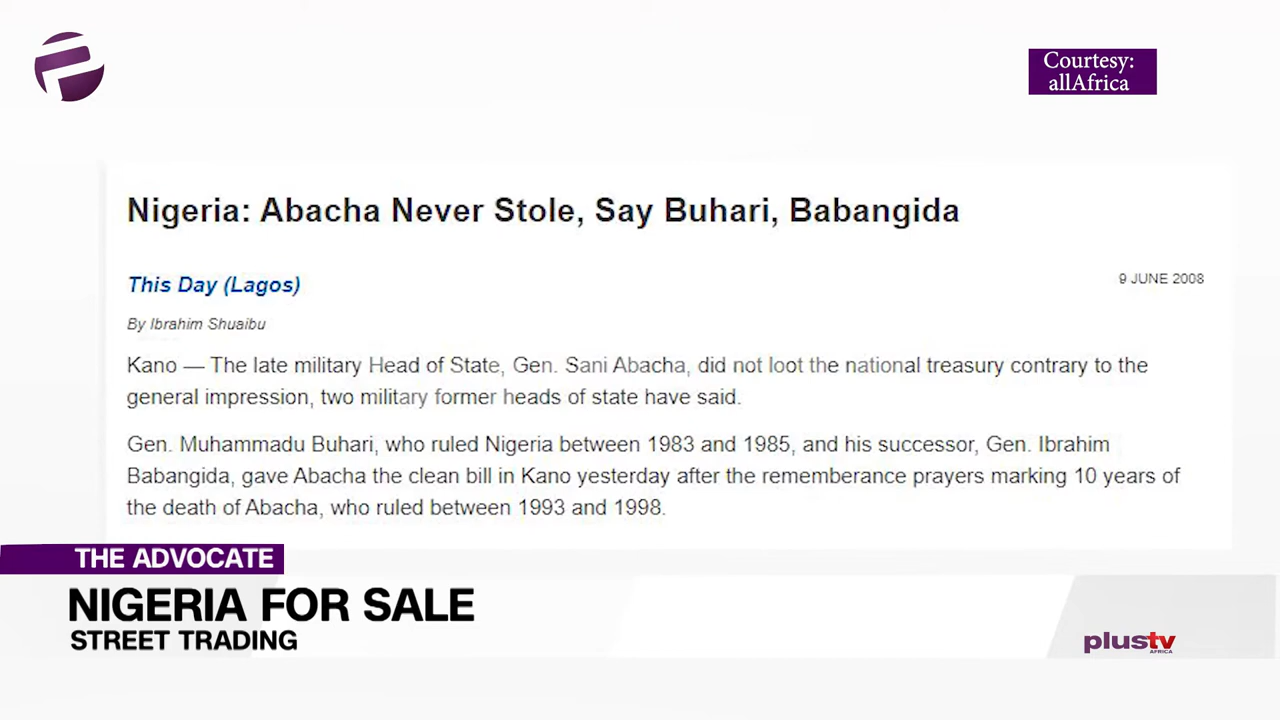 Courtesy:
allAfrica
Nigeria: Abacha Never Stole, Say Buhari, Babangida
This Day (Lagos)
9 JUNE 2008
By Ibrahim Shuaibu
Kano — The late military Head of State, Gen. Sani Abacha, did not loot the national treasury contrary to the
general impression, two military former heads of state have said.
Gen. Muhammadu Buhari, who ruled Nigeria between 1983 and 1985, and his successor, Gen. Ibrahim
Babangida, gave Abacha the clean bill in Kano yesterday after the rememberance prayers marking 10 years of
the death of Abacha, who ruled between 1993 and 1998.
THE ADVOCATE
NIGERIA FOR SALE
STREET TRADING
plustv
AFRICA